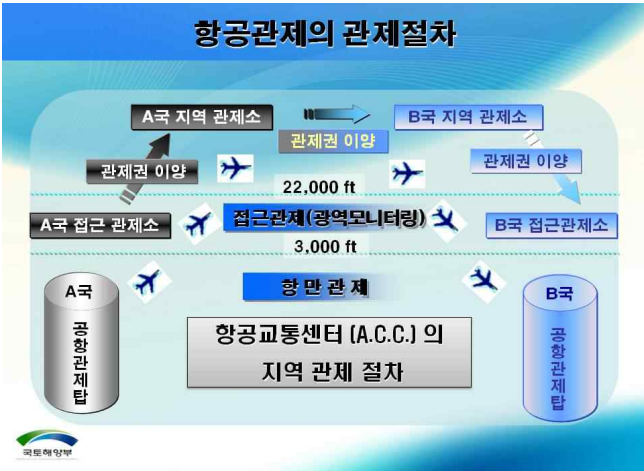 항공관제의 관제절차
A국 지역 관제소
B국 지역 관제소
관제권 이양
관제권 이양
관제권 이양
22,000 ft
A국 접근 관제소
접근관제(광역모니터링)
B국 접근관제소
3,000 ft
항만관제
A국
공항관제탑
B국
공항관제탑
항공교통센터 (A.C.C.) 의
지역 관제 절차
국토해양부